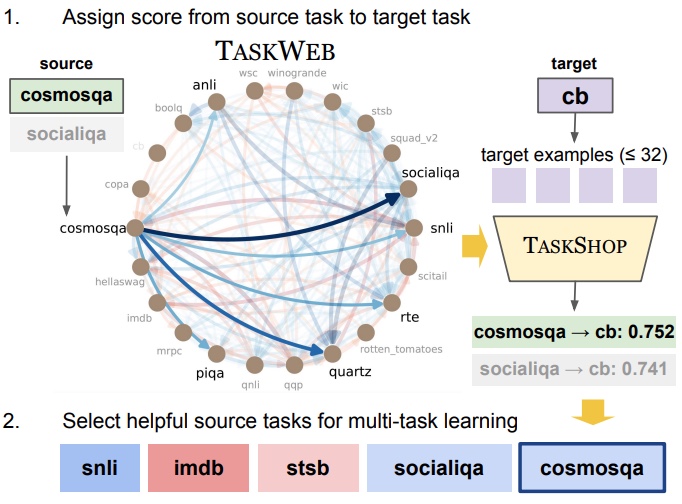 1. Assign score from source task to target task
source
cosmosqa
socialiqa
TASKWEB
wsc
winogrande
wic
stsb
squad_v2
socialiqa
snli
scitail
rte
rotten_tomatoes
quartz
qqp
qnli
piqa
mrpc
imdb
hellaswag
cosmosqa
copa
cb
boolq
anli
target
cb
target examples (≤ 32)
TASKSHOP
cosmosqa → cb: 0.752
socialiqa → cb: 0.741
2. Select helpful source tasks for multi-task learning
snli imdb stsb socialiqa cosmosqa